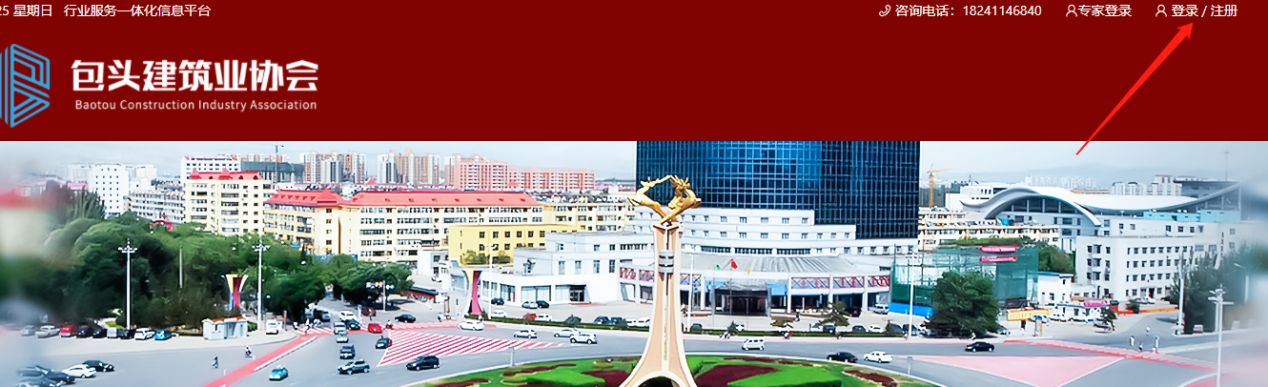 25 星期日 行业服务一体化信息平台
咨询电话：18241146840 专家登录 登录 / 注册
包头建筑业协会
Baotou Construction Industry Association